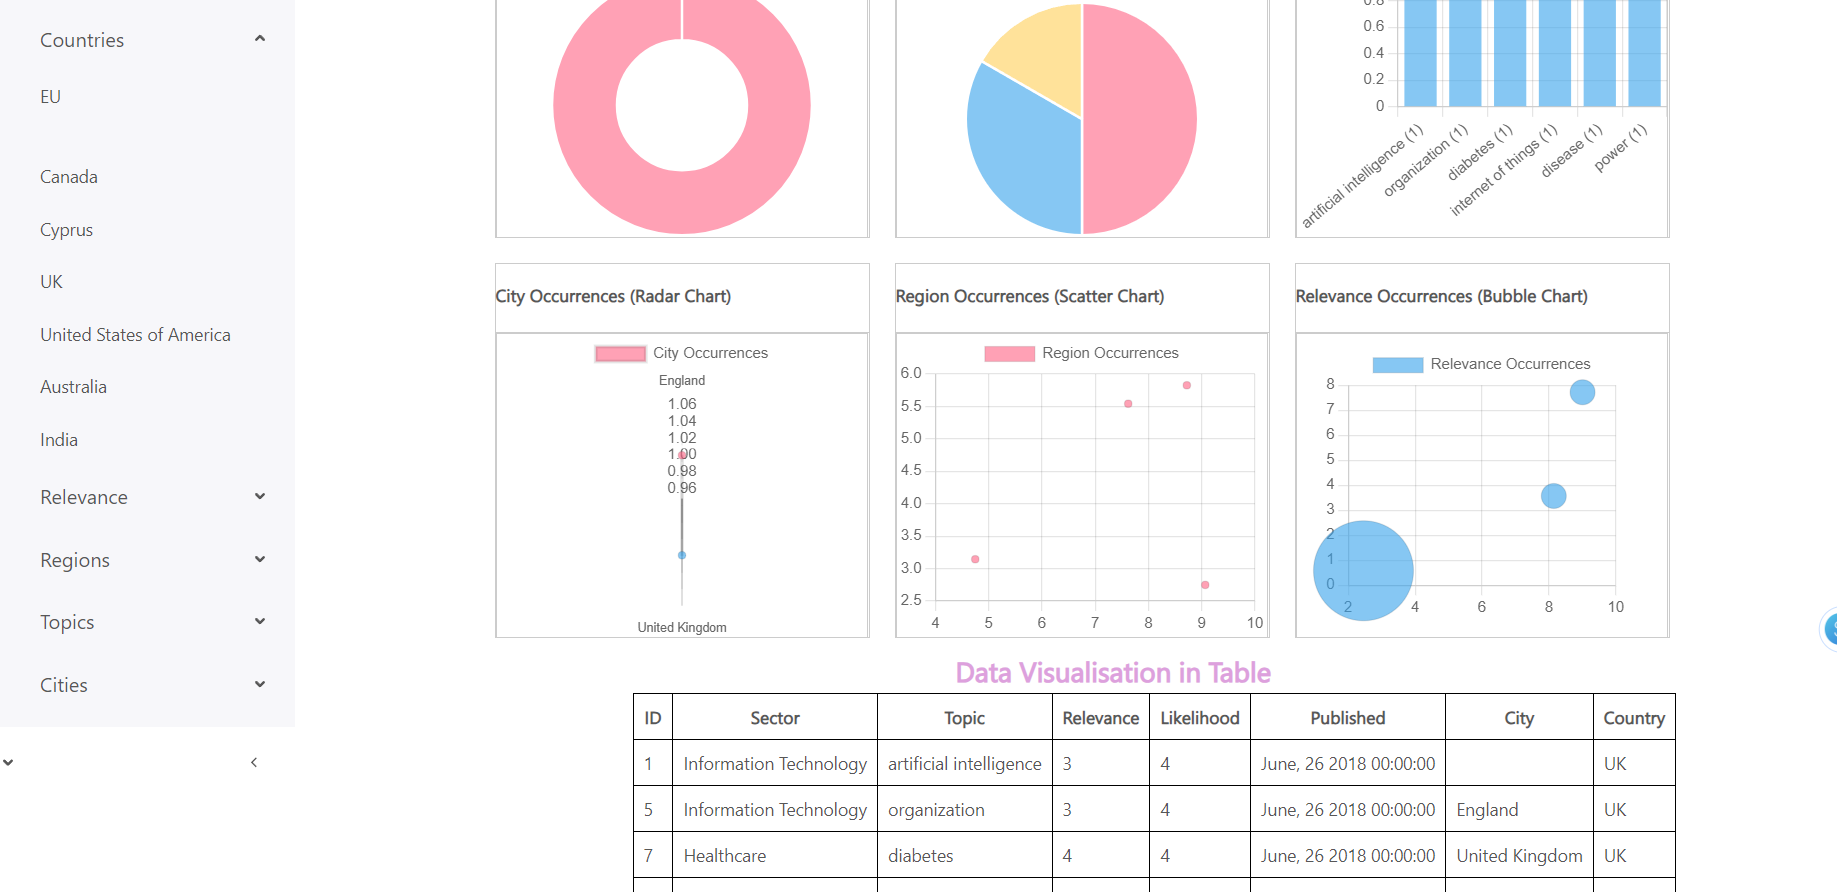 Countries
EU
Canada
Cyprus
UK
United States of America
Australia
India
Relevance
Regions
Topics
Cities
0.8
0.6
0.4
0.2
0
artificial intelligence (1)
organization (1)
diabetes (1)
internet of things (1)
disease (1)
power (1)
City Occurrences (Radar Chart)
City Occurrences
England
1.06
1.04
1.02
1.00
0.98
0.96
United Kingdom
Region Occurrences (Scatter Chart)
Region Occurrences
6.0
5.5
5.0
4.5
4.0
3.5
3.0
2.5
4 5 6 7 8 9 10
Relevance Occurrences (Bubble Chart)
Relevance Occurrences
8
7
6
5
4
3
2
1
0
2 4 6 8 10
Data Visualisation in Table
ID Sector Topic Relevance Likelihood Published City Country
1 Information Technology artificial intelligence 3 4 June, 26 2018 00:00:00 UK
5 Information Technology organization 3 4 June, 26 2018 00:00:00 England UK
7 Healthcare diabetes 4 4 June, 26 2018 00:00:00 United Kingdom UK